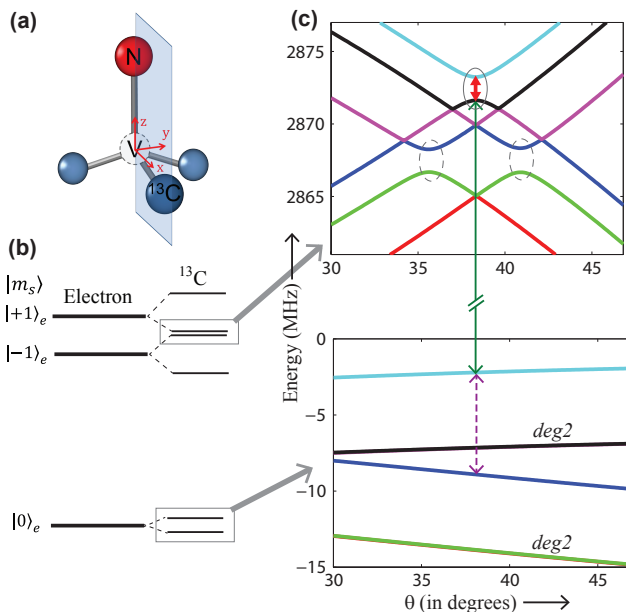 (a)
N
z
V
y
x
¹³C
(b)
|mₛ⟩
Electron
¹³C
|+1⟩ₑ
|−1⟩ₑ
|0⟩ₑ
(c)
2875
2870
2865
30 35 40 45
Energy (MHz)
0
−5
−10
−15
deg2
deg2
30 35 40 45
θ (in degrees)